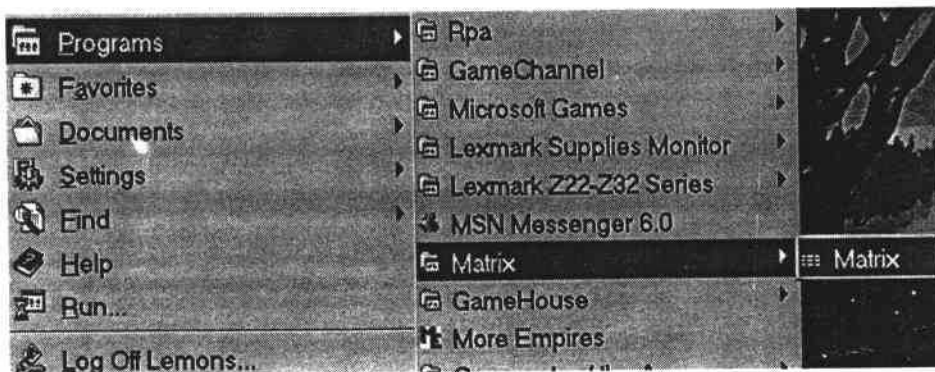 Programs
Favorites
Documents
Settings
Find
Help
Run...
Log Off Lemons...
Rpa
GameChannel
Microsoft Games
Lexmark Supplies Monitor
Lexmark Z22-Z32 Series
MSN Messenger 6.0
Matrix
GameHouse
More Empires
Matrix